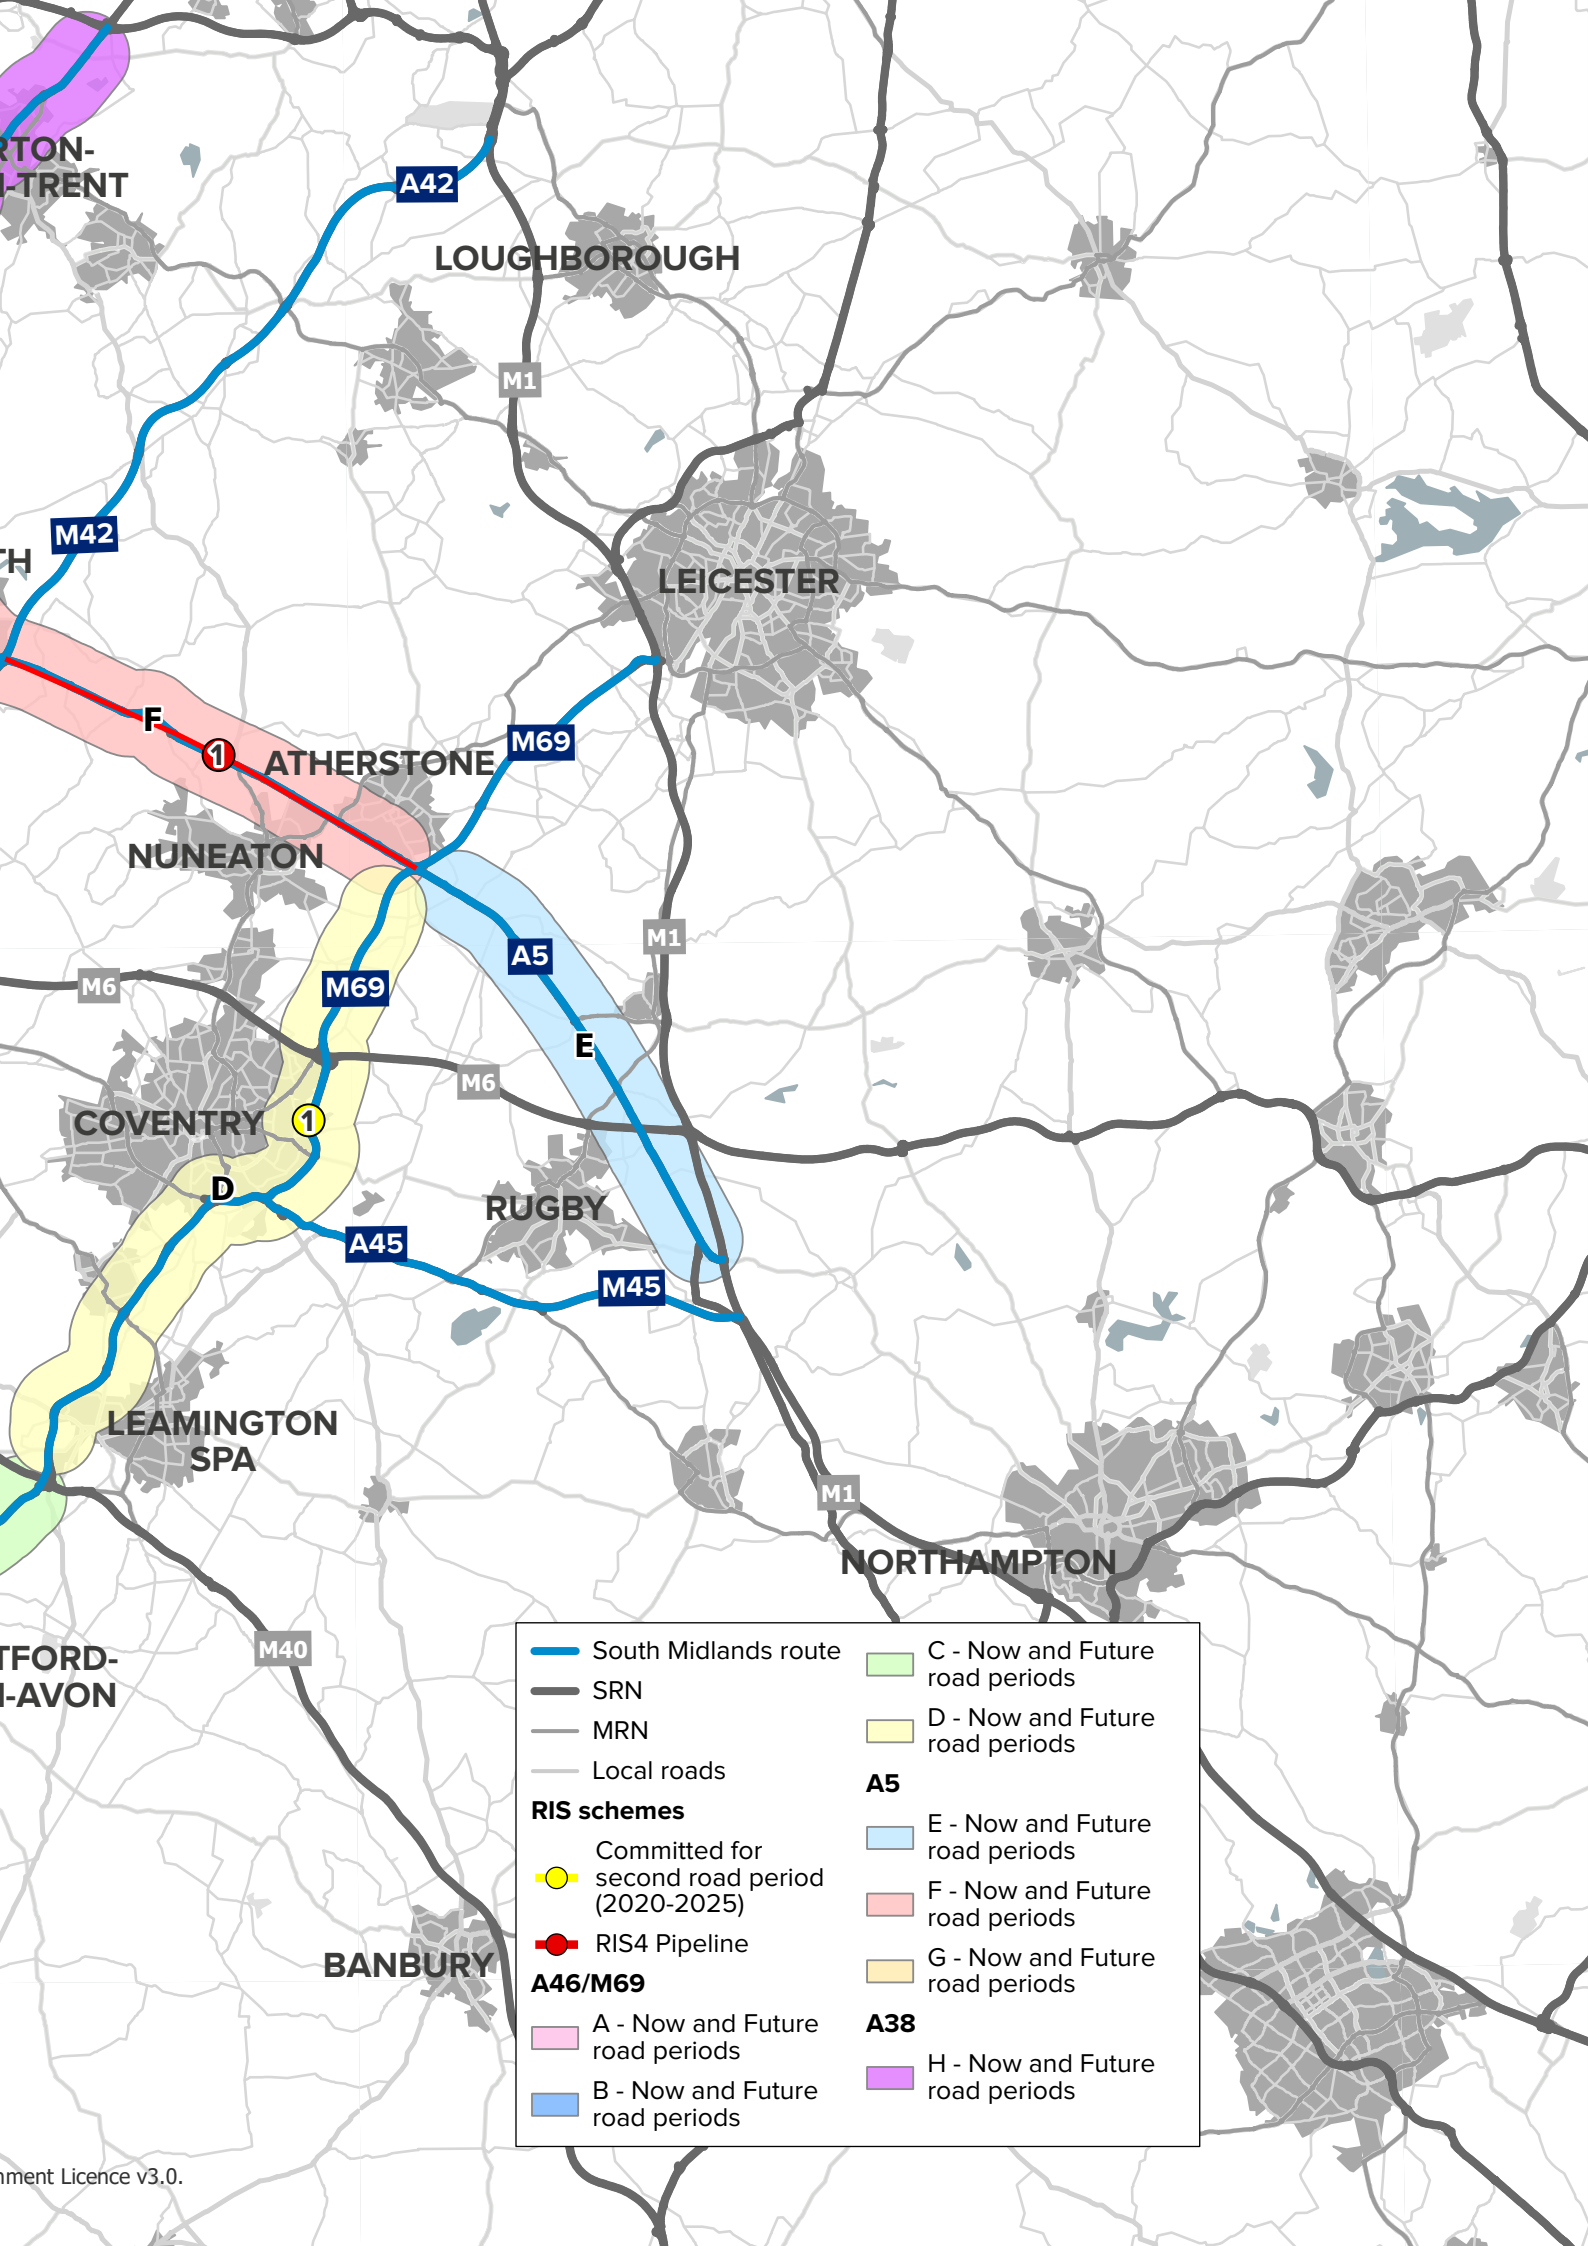 RTON-
-TRENT
A42
LOUGHBOROUGH
M1
M42
TH
LEICESTER
F
1
ATHERSTONE
M69
NUNEATON
M1
A5
M6
M69
E
M6
COVENTRY
1
D
RUGBY
A45
M45
LEAMINGTON
SPA
M1
NORTHAMPTON
M40
TFORD-
-AVON
BANBURY
South Midlands route
SRN
MRN
Local roads
RIS schemes
Committed for
second road period
(2020-2025)
RIS4 Pipeline
A46/M69
A - Now and Future
road periods
B - Now and Future
road periods
C - Now and Future
road periods
D - Now and Future
road periods
A5
E - Now and Future
road periods
F - Now and Future
road periods
G - Now and Future
road periods
A38
H - Now and Future
road periods
nment Licence v3.0.